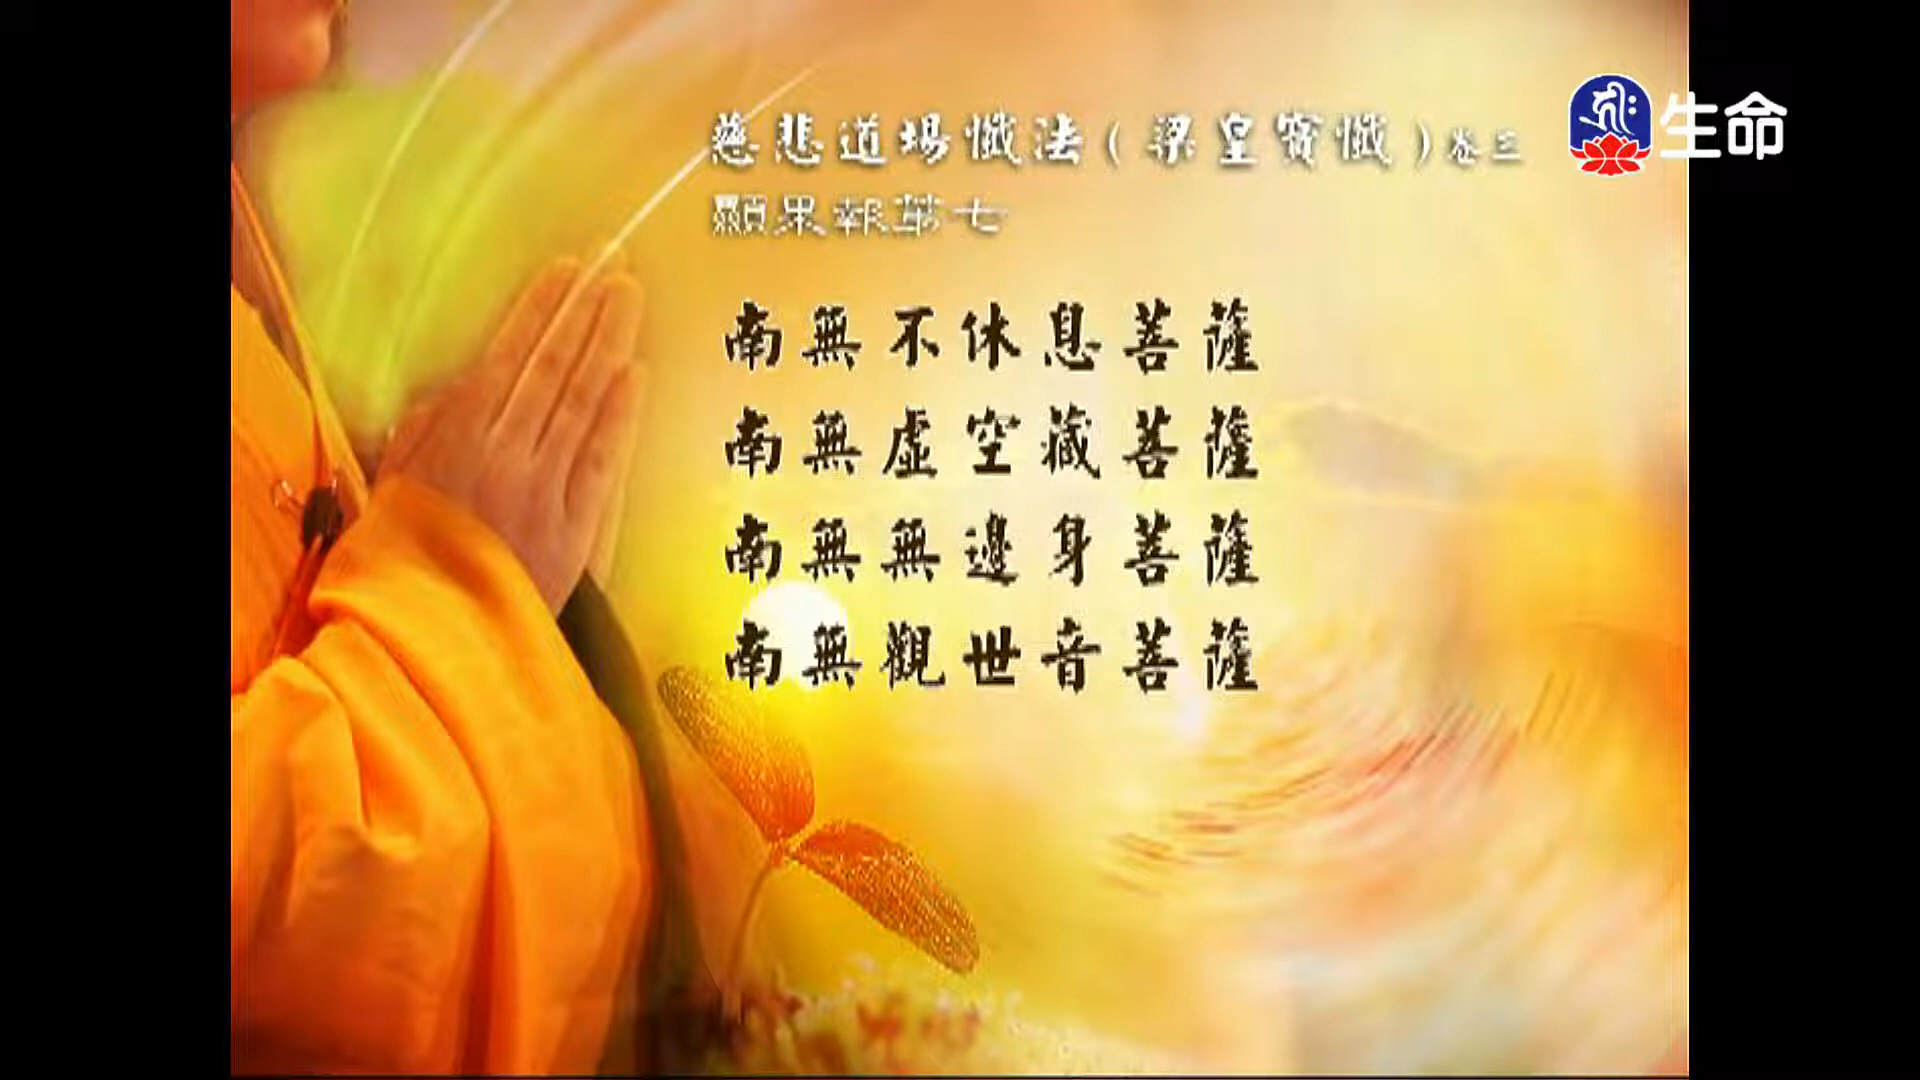 慈悲道場懺法(梁皇寶懺)卷三
顯果報第七
生命
南無不休息菩薩
南無虛空藏菩薩
南無無邊身菩薩
南無觀世音菩薩